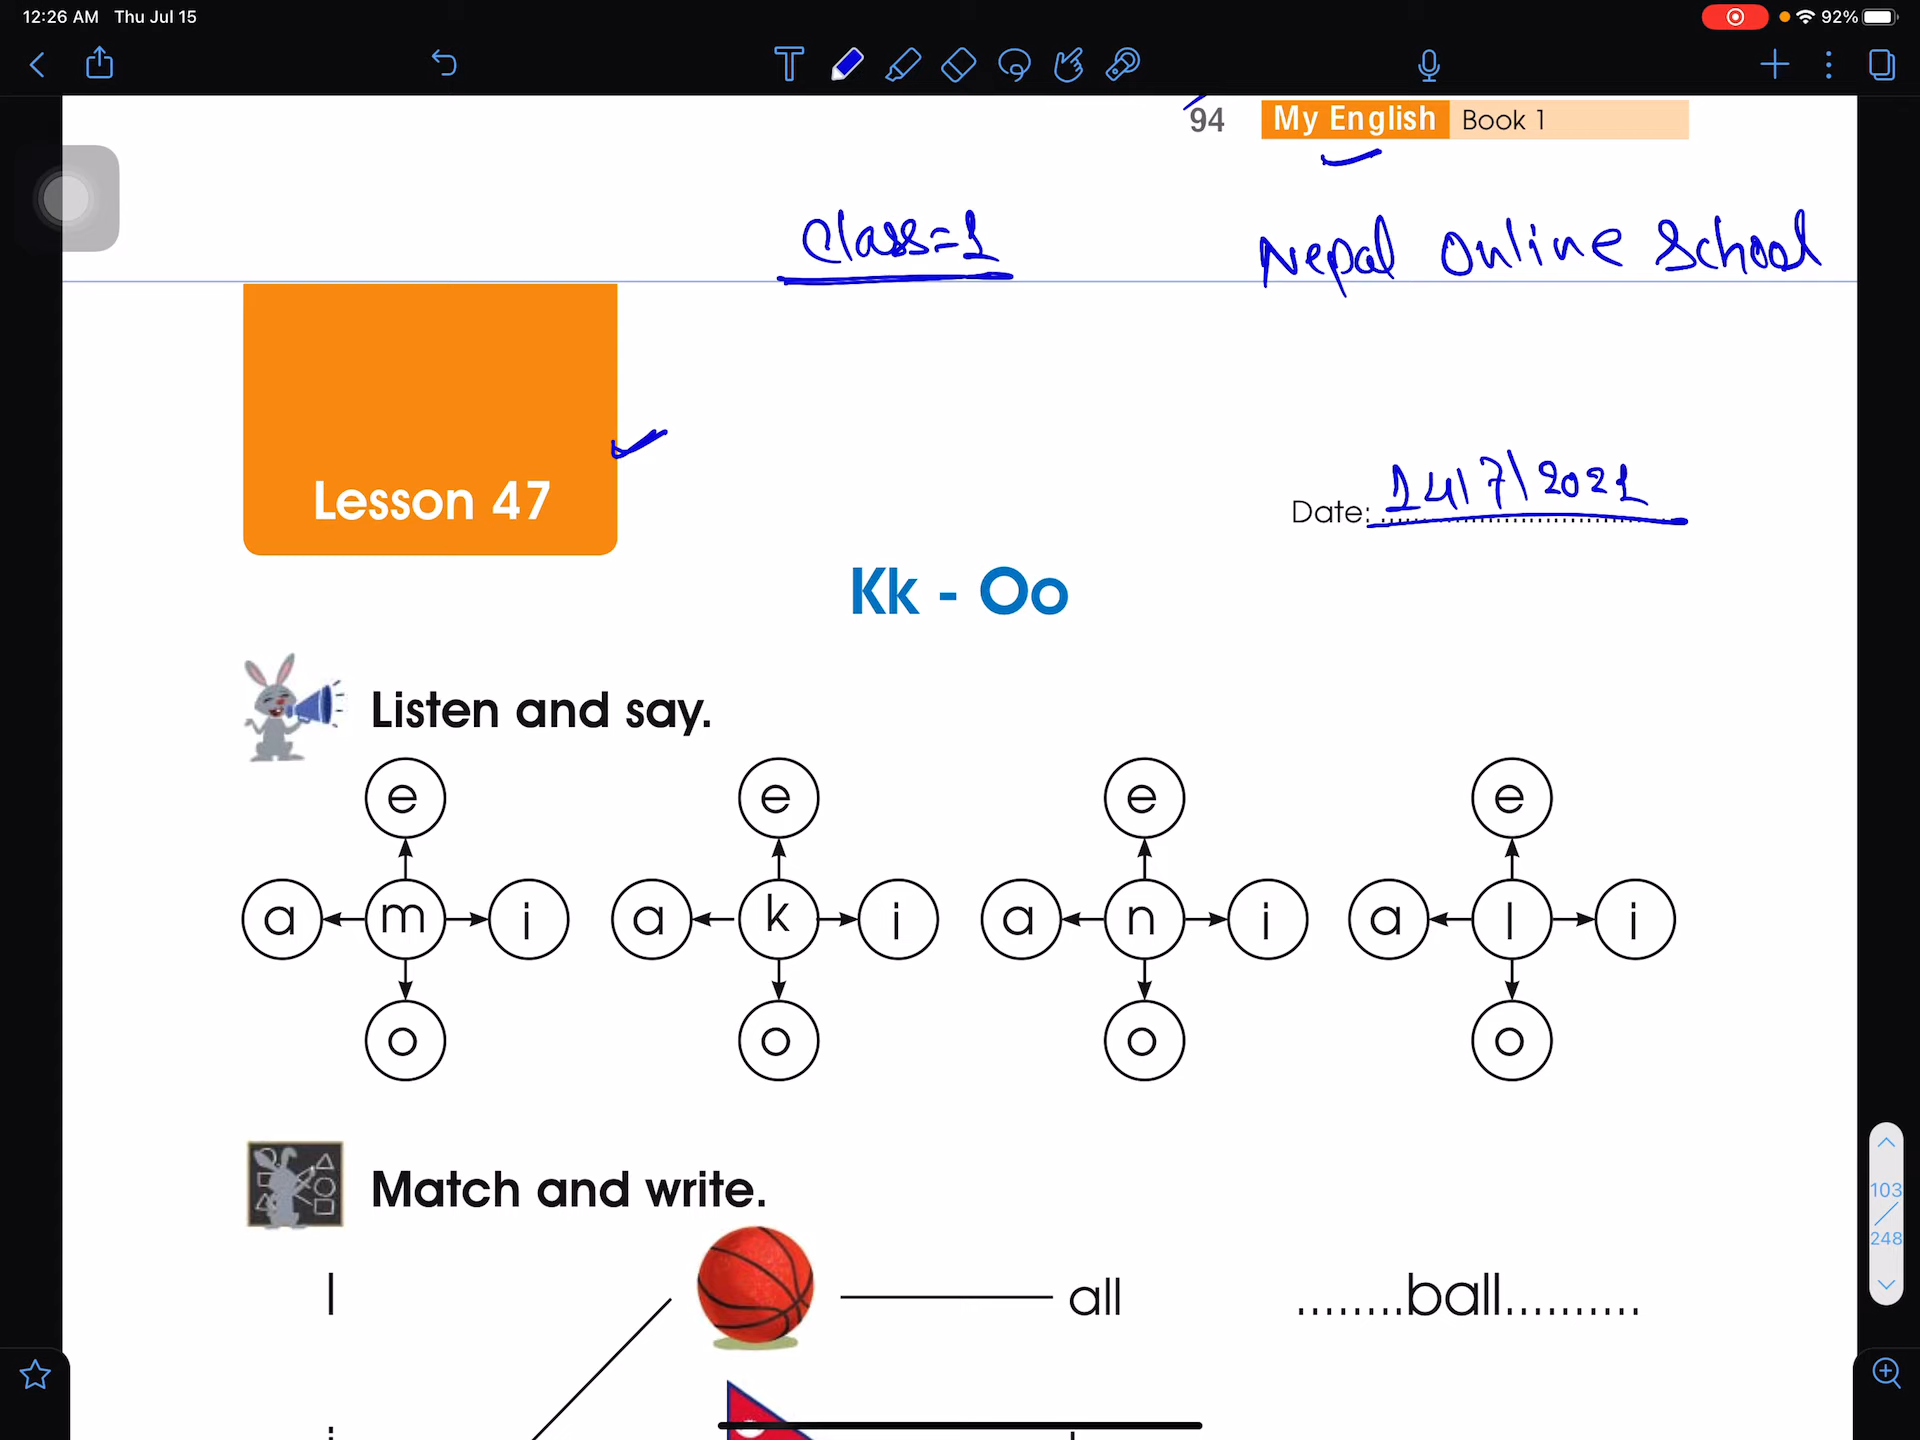 12:26 AM Thu Jul 15 92%
94 My English Book 1
Class=1 Nepal Online School
Lesson 47
Date: 14/7/2021
Kk - Oo
Listen and say.
e e e e
a m i a k i a n i a l i
o o o o
Match and write.
103
/
248
l all ........ball..........